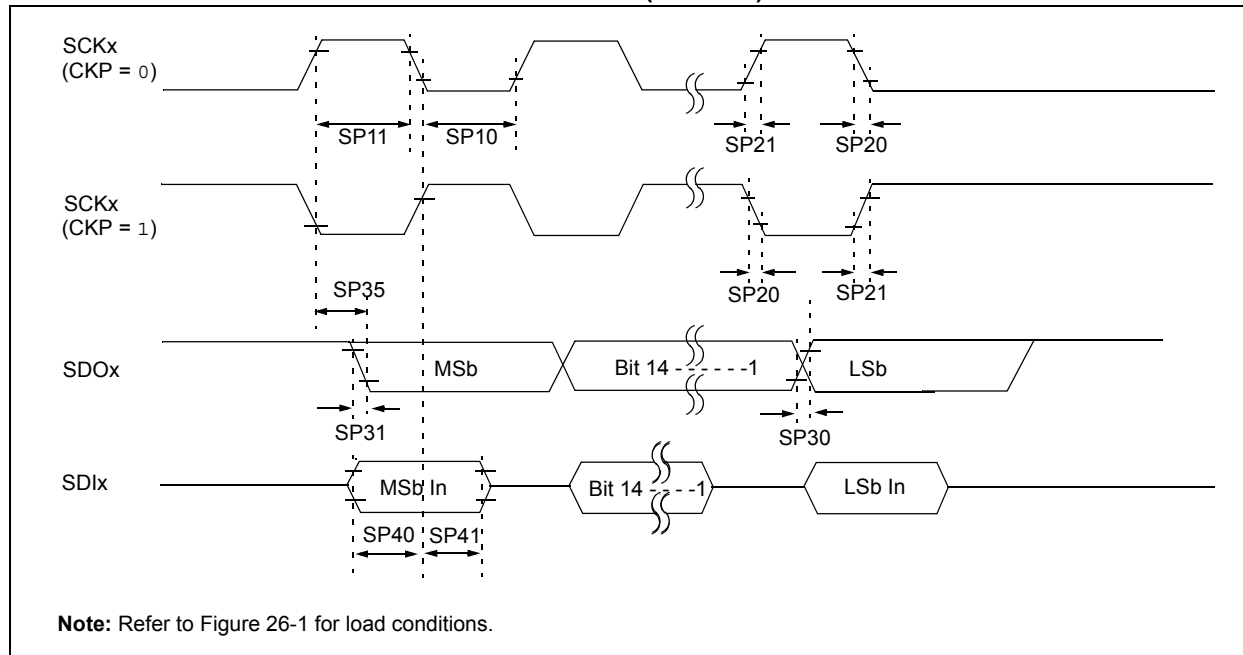 SCKx
(CKP = 0)
SP11
SP10
SP21
SP20
SCKx
(CKP = 1)
SP35
SP20
SP21
SDOx
MSb
Bit 14 - - - - - -1
LSb
SP31
SP30
SDIx
MSb In
Bit 14 - - - - -1
LSb In
SP40
SP41
Note: Refer to Figure 26-1 for load conditions.